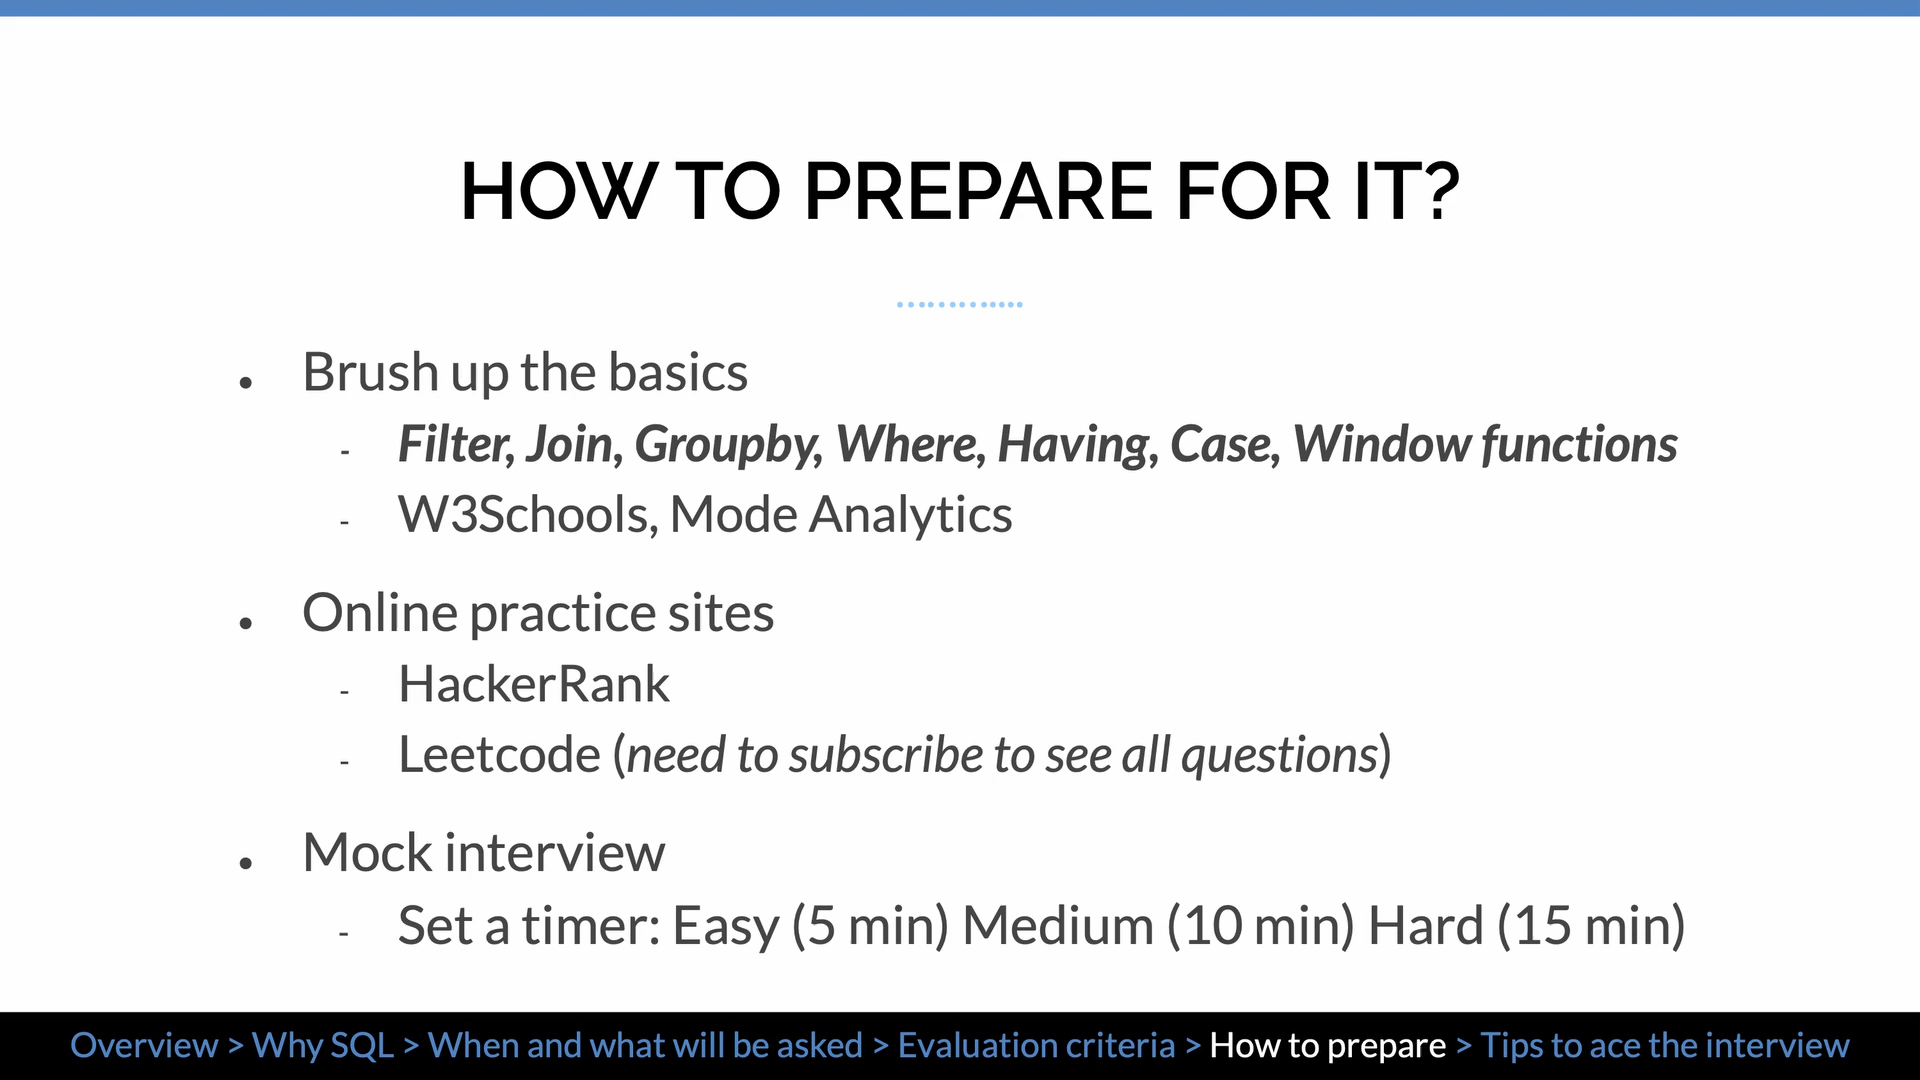 HOW TO PREPARE FOR IT?
• Brush up the basics
- Filter, Join, Groupby, Where, Having, Case, Window functions
- W3Schools, Mode Analytics
• Online practice sites
- HackerRank
- Leetcode (need to subscribe to see all questions)
• Mock interview
- Set a timer: Easy (5 min) Medium (10 min) Hard (15 min)
Overview > Why SQL > When and what will be asked > Evaluation criteria > How to prepare > Tips to ace the interview